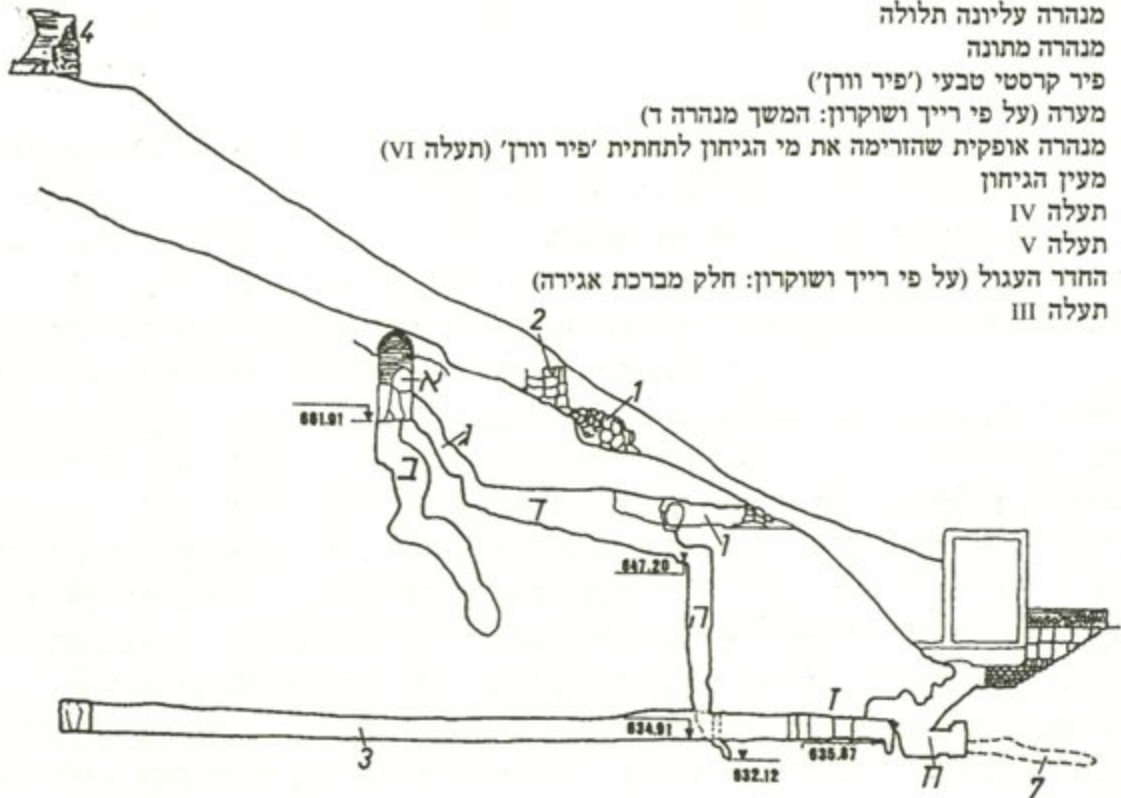 מנהרה עליונה תלולה
מנהרה מתונה
פיר קרסטי טבעי ('פיר וורן')
מערה (על פי רייך ושוקרון: המשך מנהרה ד)
מנהרה אופקית שהזרימה את מי הגיחון לתחתית 'פיר וורן' (תעלה VI)
מעין הגיחון
תעלה IV
תעלה V
החדר העגול (על פי רייך ושוקרון: חלק מברכת אגירה)
תעלה III
4
2
1
א
661.91
ג
ב
ד
ו
647.20
ה
ז
634.91
635.67
3
632.12
ח
7